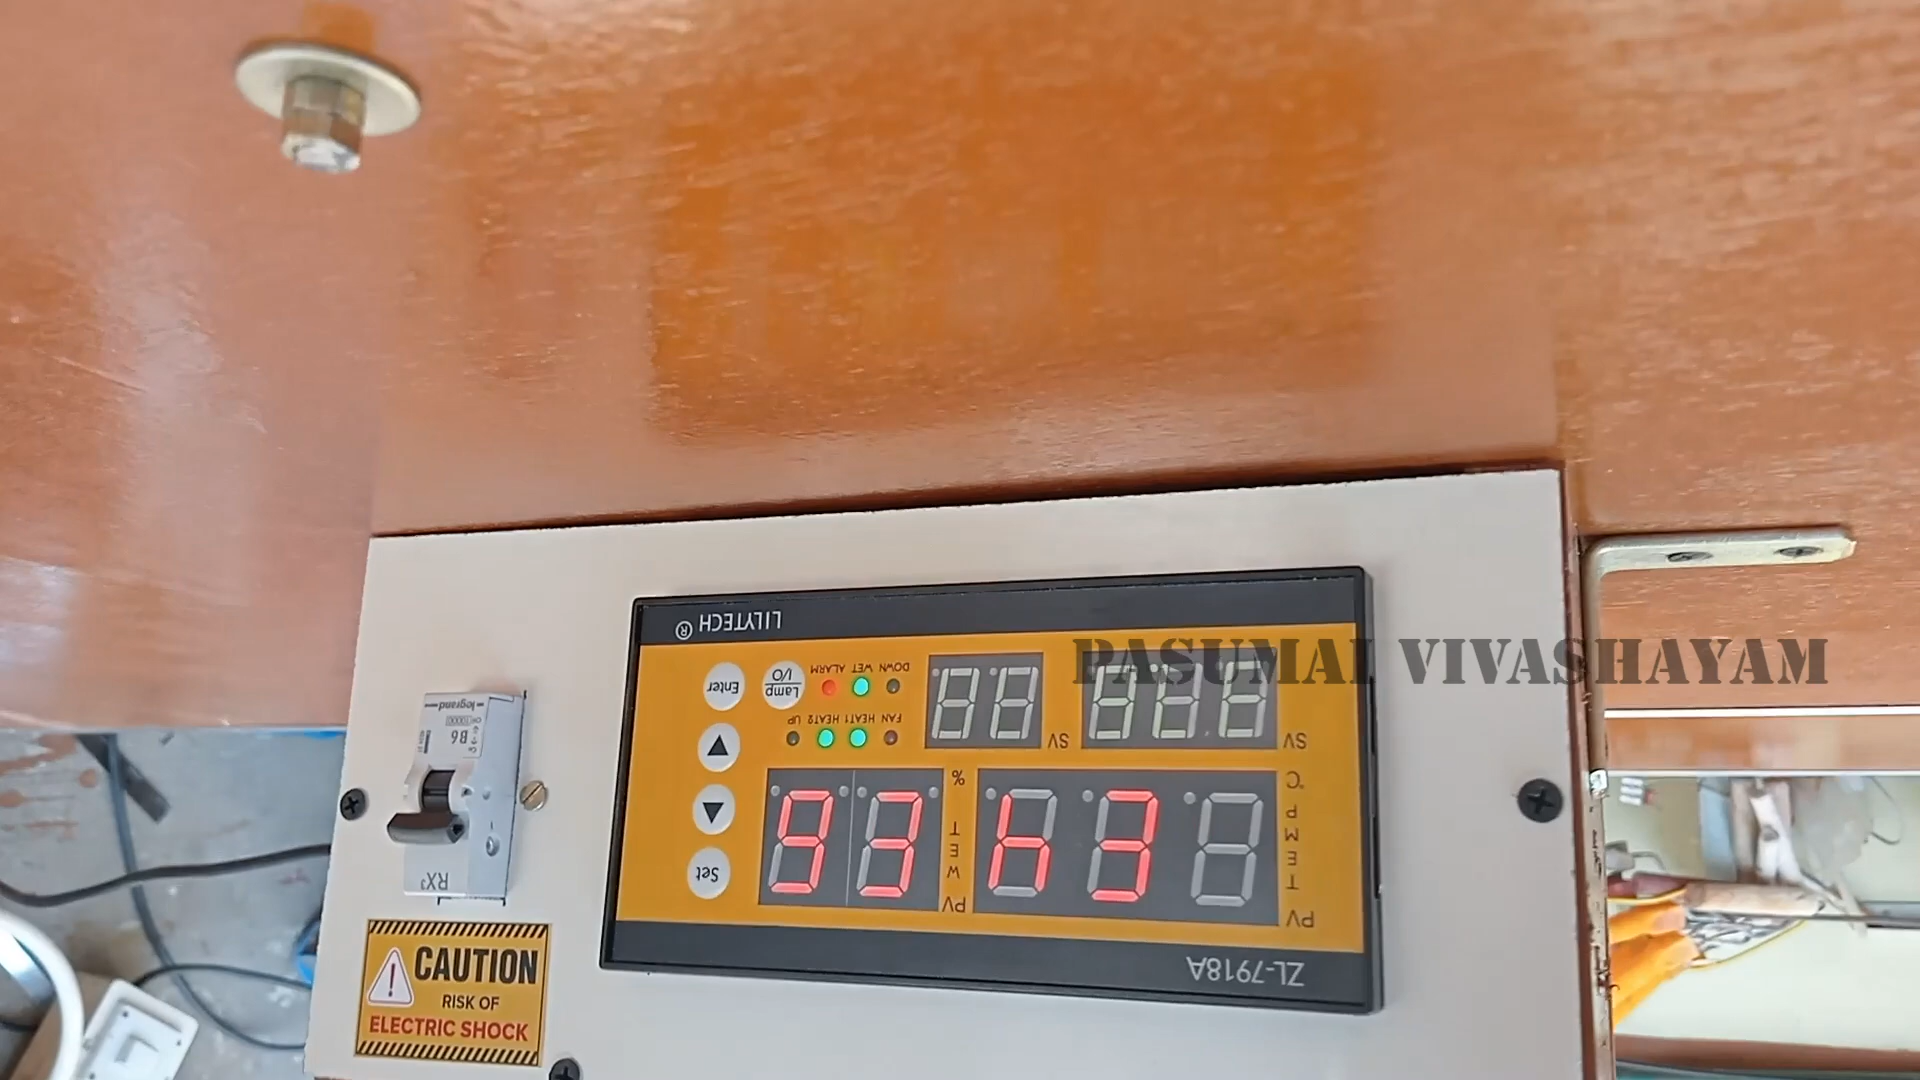 PASUMAI VIVASHAYAM
ZL-7918A
PV TEMP °C
PV WET %
SV
SV
FAN HEAT1 HEAT2 UP
DOWN WET ALARM
Set
Enter
Lamp
I/O
LILYTECH ®
RX³
B6
10000
legrand
CAUTION
RISK OF
ELECTRIC SHOCK